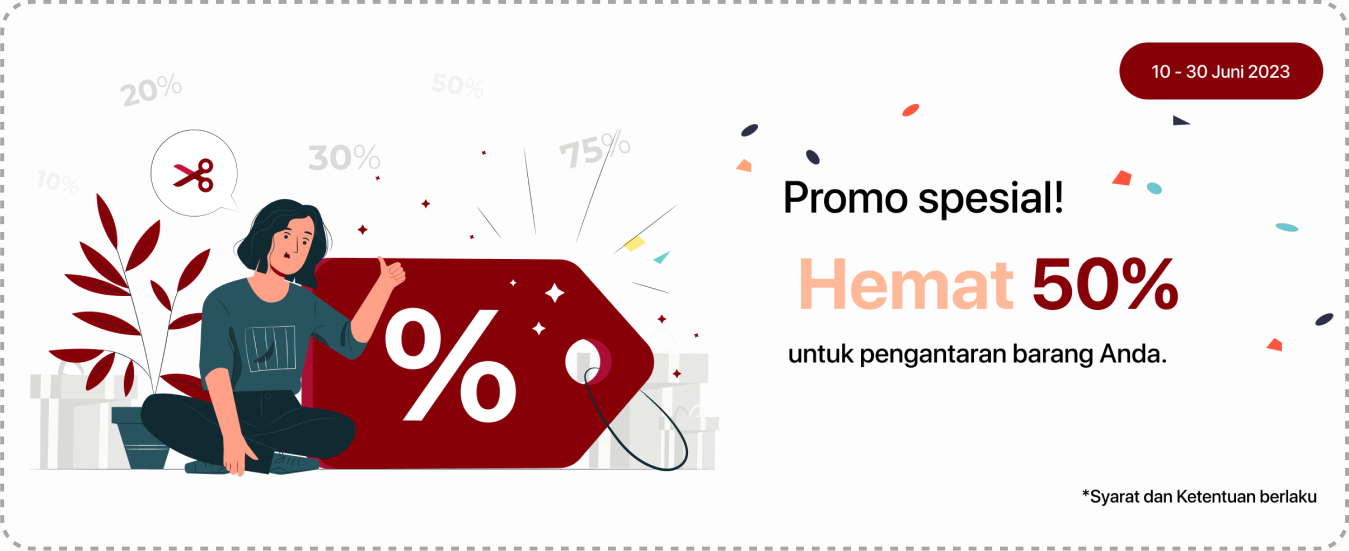 10 - 30 Juni 2023
20%
50%
30%
75%
10%
Promo spesial!
Hemat 50%
untuk pengantaran barang Anda.
%
*Syarat dan Ketentuan berlaku